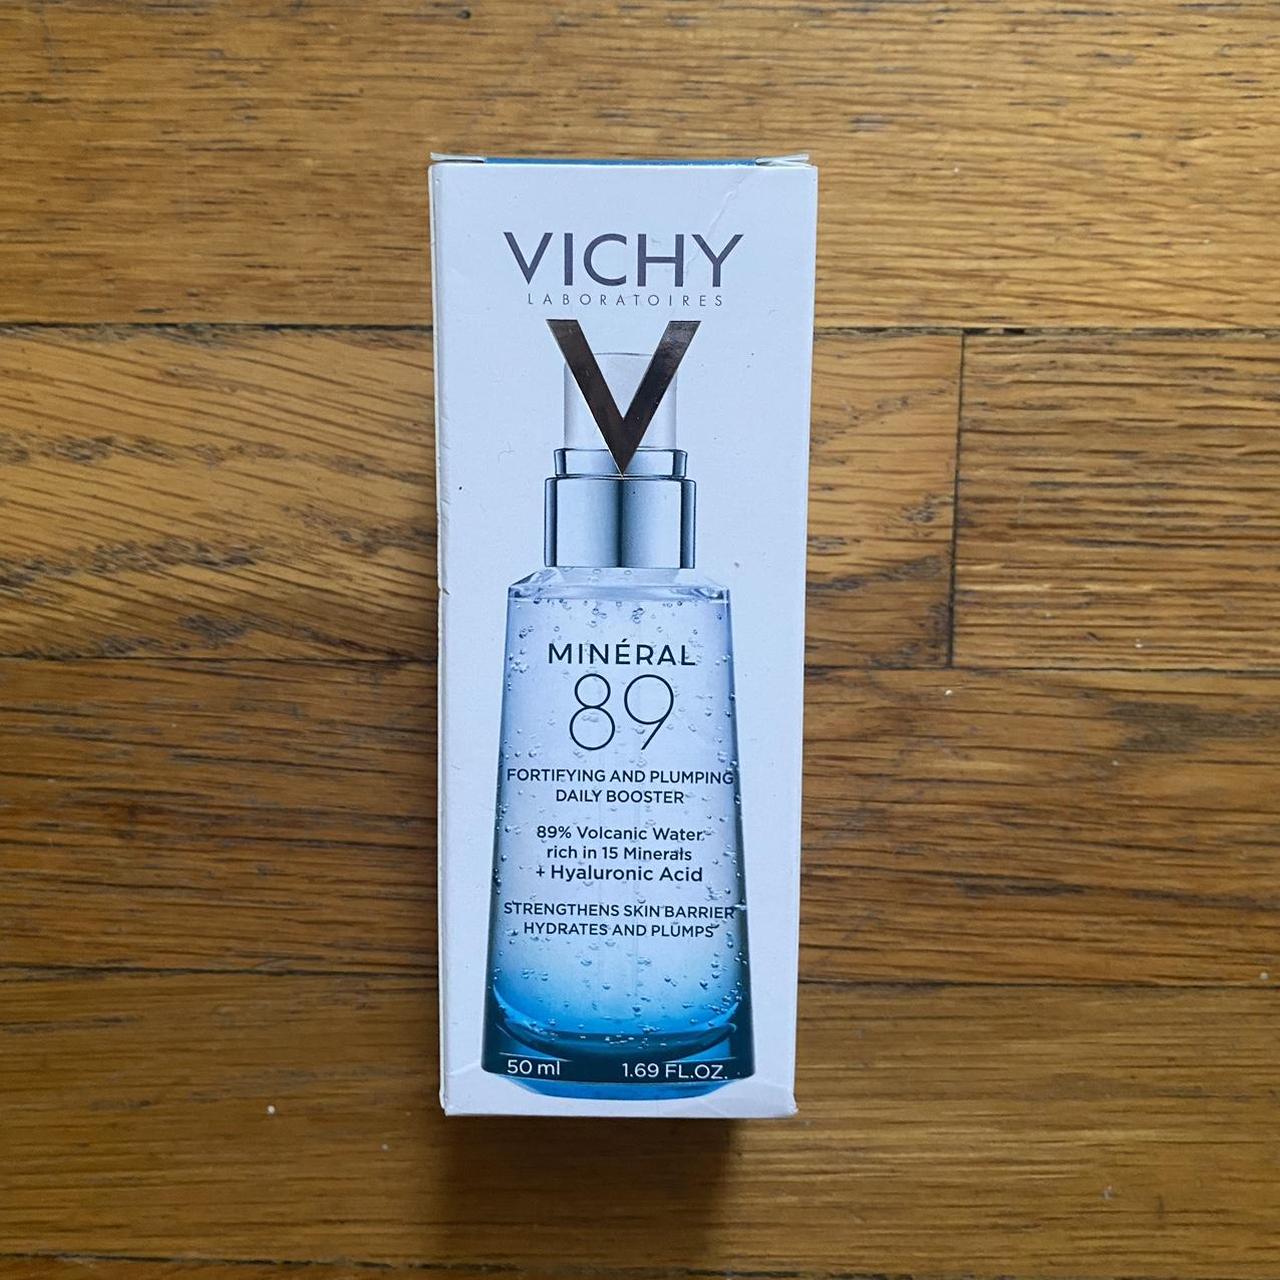 VICHY
LABORATOIRES
MINÉRAL
89
FORTIFYING AND PLUMPING
DAILY BOOSTER
89% Volcanic Water
rich in 15 Minerals
+ Hyaluronic Acid
STRENGTHENS SKIN BARRIER
HYDRATES AND PLUMPS
50 ml 1.69 FL.OZ.